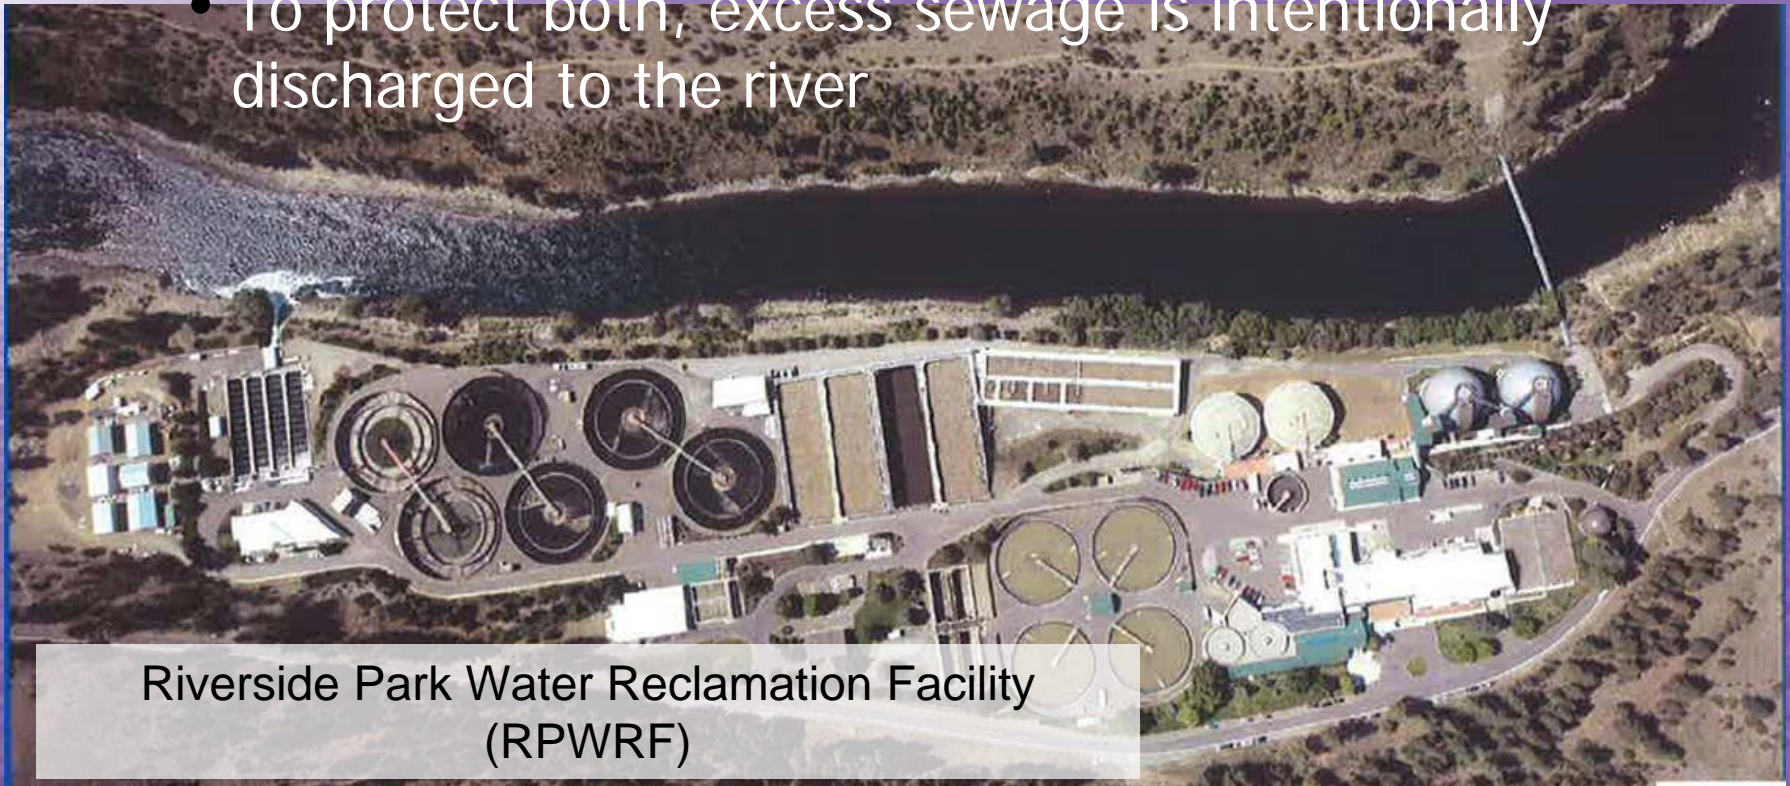 • To protect both, excess sewage is intentionally
discharged to the river
Riverside Park Water Reclamation Facility
(RPWRF)